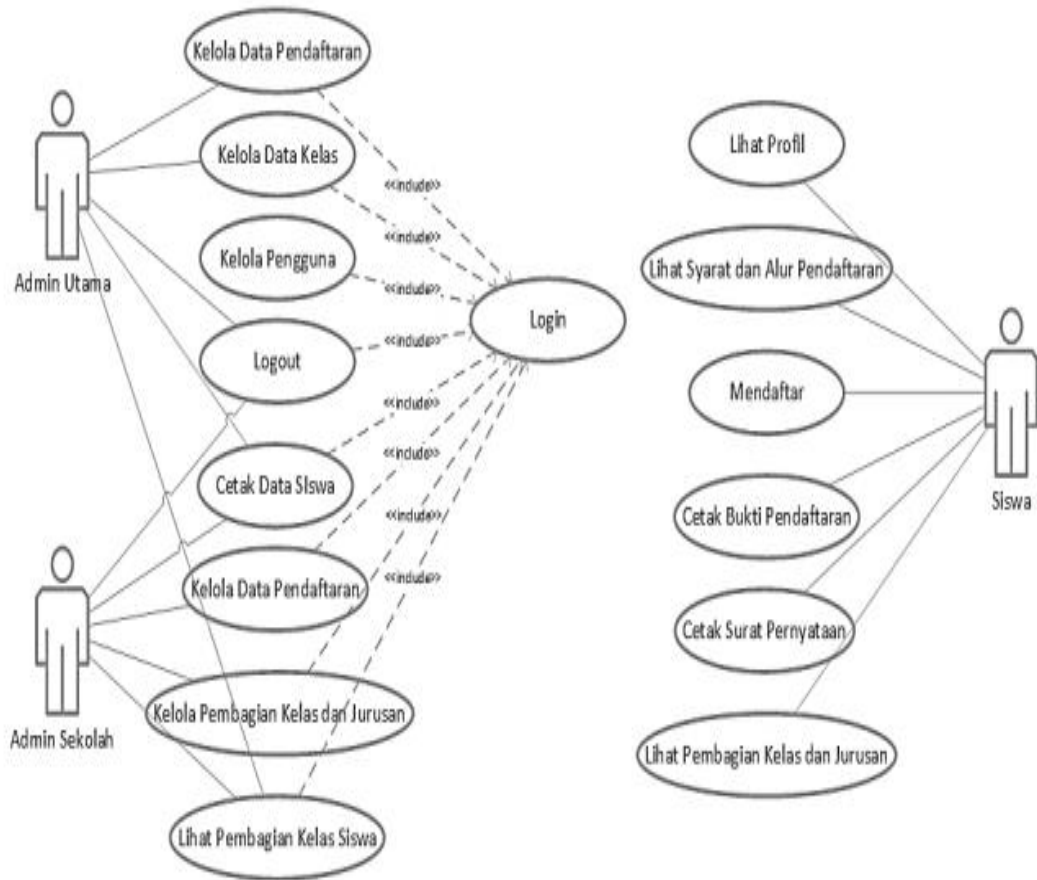 Kelola Data Pendaftaran
Kelola Data Kelas
<<include>>
<<include>>
Kelola Pengguna
<<include>>
Admin Utama
Login
Logout
<<include>>
<<include>>
Cetak Data SIswa
<<include>>
<<include>>
Kelola Data Pendaftaran
<<include>>
Kelola Pembagian Kelas dan Jurusan
Admin Sekolah
Lihat Pembagian Kelas Siswa
Lihat Profil
Lihat Syarat dan Alur Pendaftaran
Mendaftar
Cetak Bukti Pendaftaran
Siswa
Cetak Surat Pernyataan
Lihat Pembagian Kelas dan Jurusan